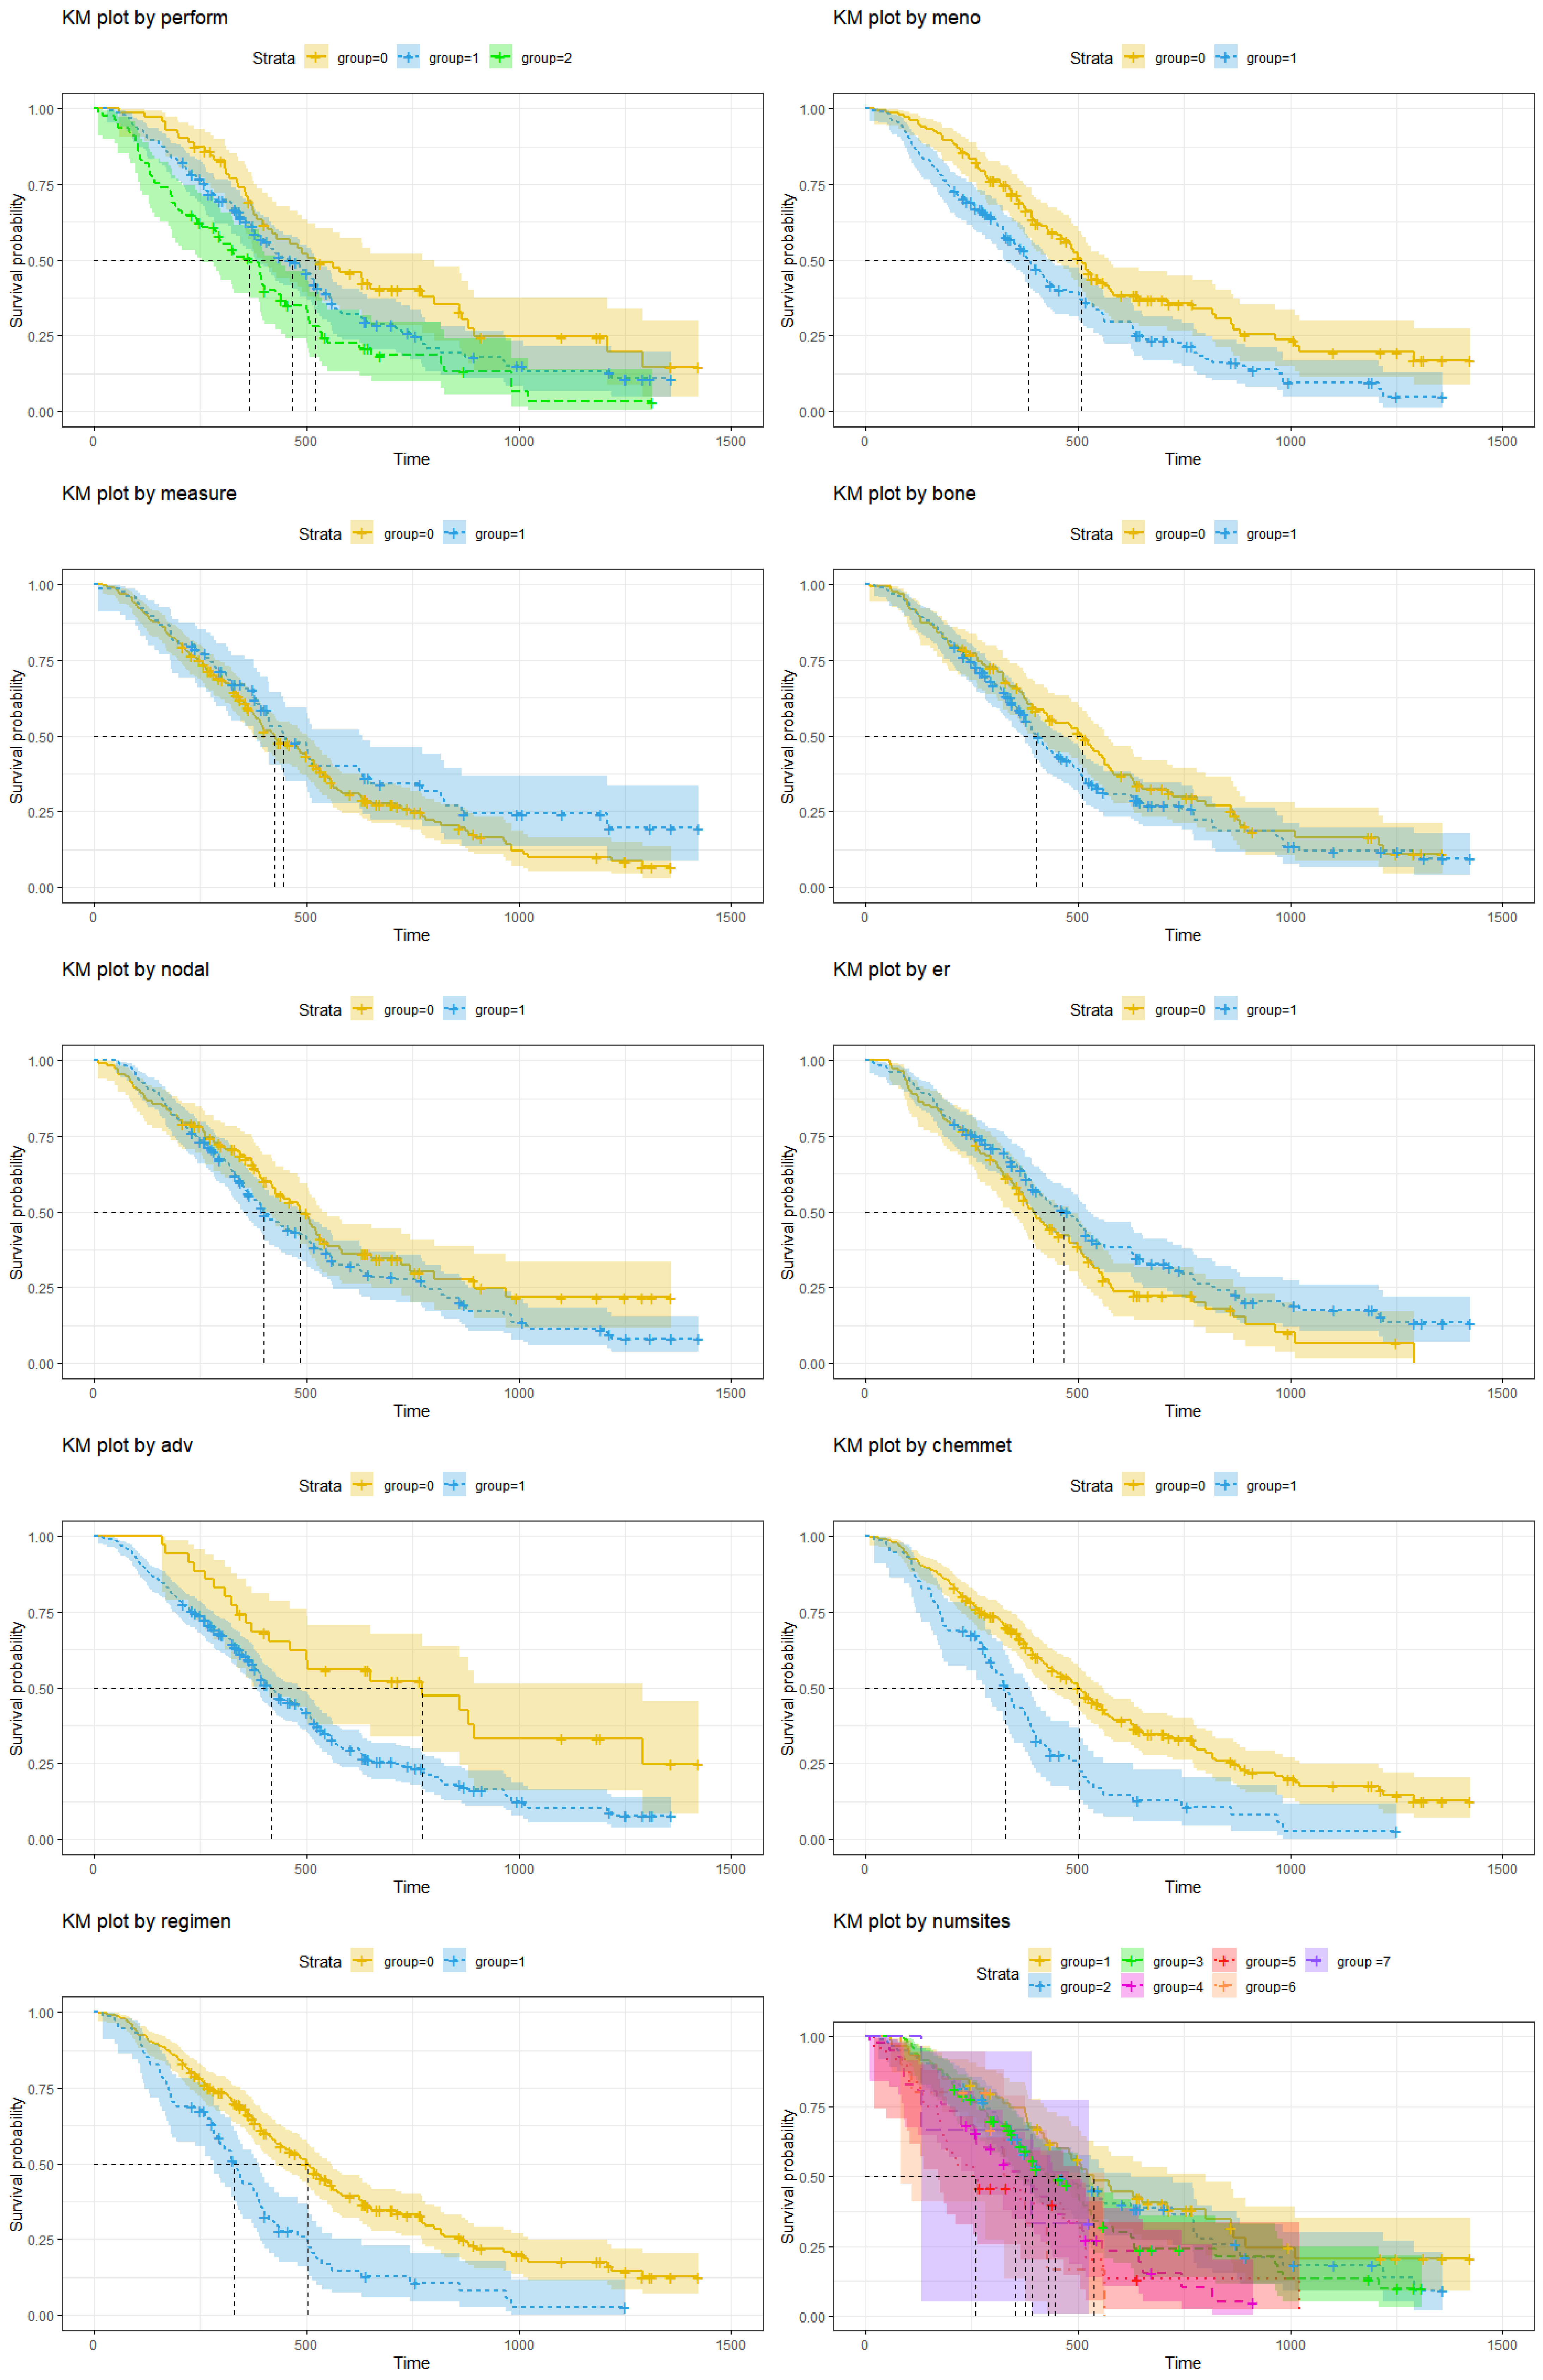 KM plot by perform
Strata group=0 group=1 group=2
Survival probability
1.00
0.75
0.50
0.25
0.00
0 500 1000 1500
Time
KM plot by meno
Strata group=0 group=1
Survival probability
1.00
0.75
0.50
0.25
0.00
0 500 1000 1500
Time
KM plot by measure
Strata group=0 group=1
Survival probability
1.00
0.75
0.50
0.25
0.00
0 500 1000 1500
Time
KM plot by bone
Strata group=0 group=1
Survival probability
1.00
0.75
0.50
0.25
0.00
0 500 1000 1500
Time
KM plot by nodal
Strata group=0 group=1
Survival probability
1.00
0.75
0.50
0.25
0.00
0 500 1000 1500
Time
KM plot by er
Strata group=0 group=1
Survival probability
1.00
0.75
0.50
0.25
0.00
0 500 1000 1500
Time
KM plot by adv
Strata group=0 group=1
Survival probability
1.00
0.75
0.50
0.25
0.00
0 500 1000 1500
Time
KM plot by chemmet
Strata group=0 group=1
Survival probability
1.00
0.75
0.50
0.25
0.00
0 500 1000 1500
Time
KM plot by regimen
Strata group=0 group=1
Survival probability
1.00
0.75
0.50
0.25
0.00
0 500 1000 1500
Time
KM plot by numsites
Strata
group=1 group=3 group=5 group =7
group=2 group=4 group=6
Survival probability
1.00
0.75
0.50
0.25
0.00
0 500 1000 1500
Time